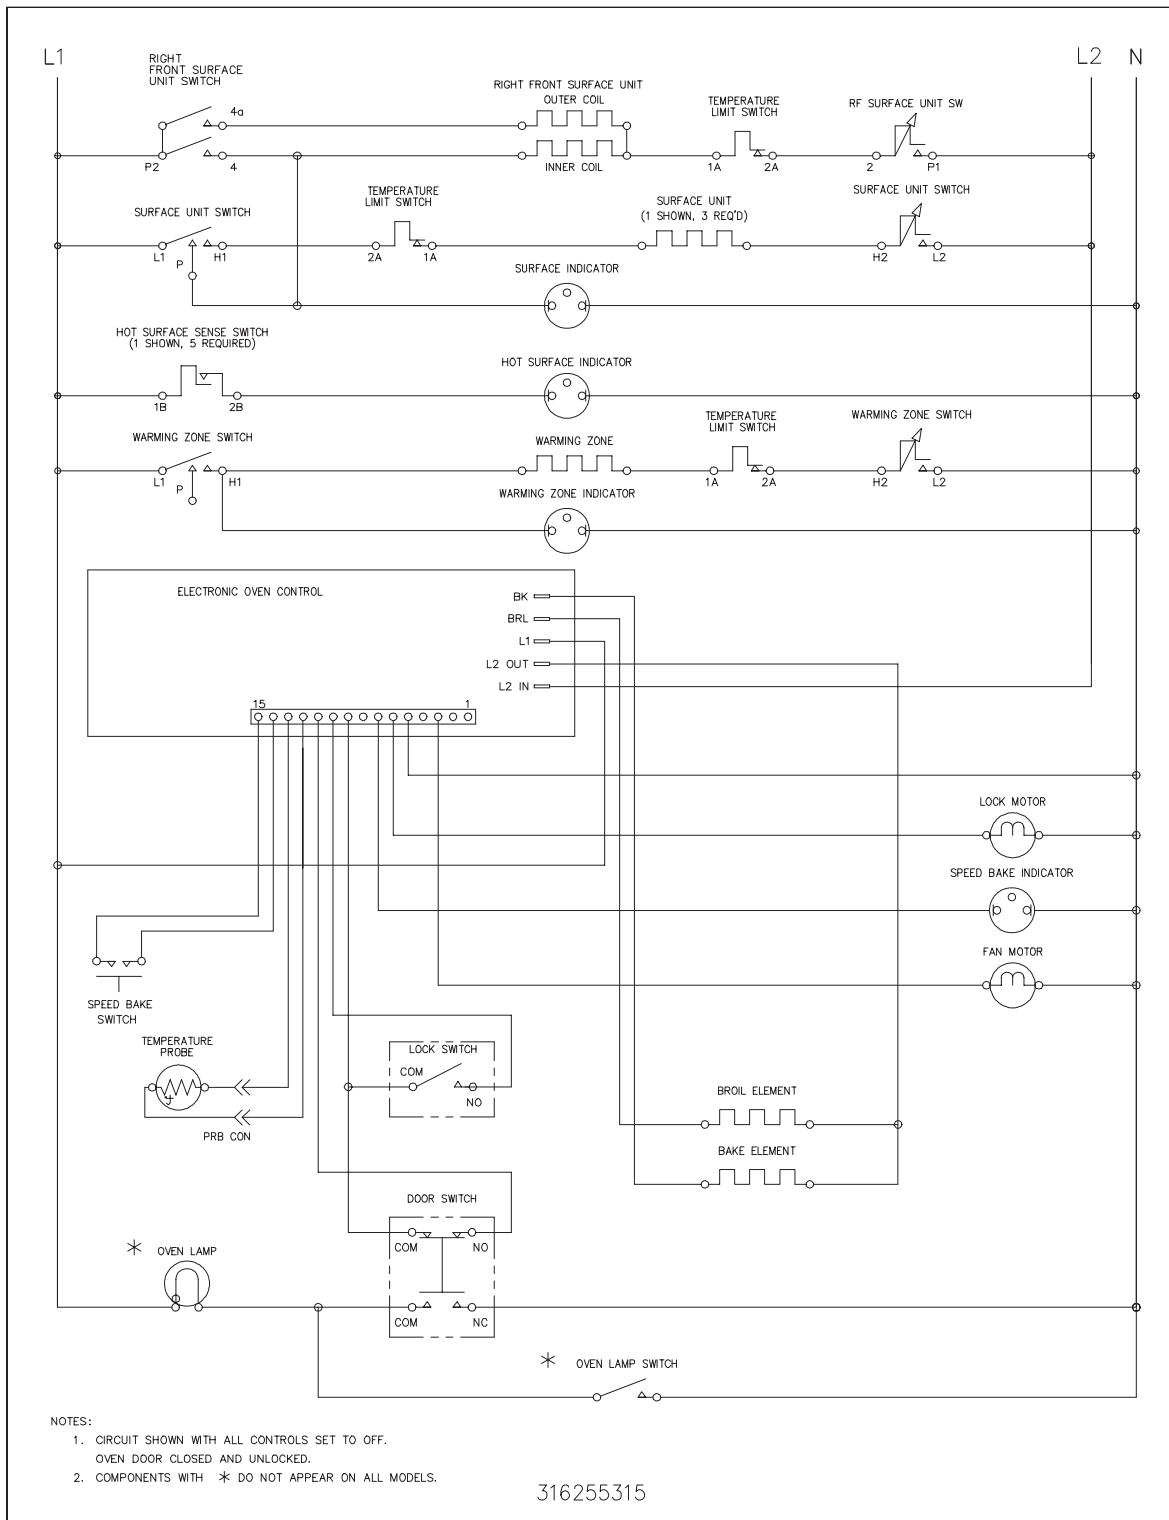 L1
L2 N
RIGHT
FRONT SURFACE
UNIT SWITCH
4a
RIGHT FRONT SURFACE UNIT
OUTER COIL
TEMPERATURE
LIMIT SWITCH
RF SURFACE UNIT SW
P2
4
INNER COIL
1A
2A
2
P1
SURFACE UNIT SWITCH
TEMPERATURE
LIMIT SWITCH
SURFACE UNIT
(1 SHOWN, 3 REQ'D)
SURFACE UNIT SWITCH
L1
P
H1
2A
1A
H2
L2
SURFACE INDICATOR
HOT SURFACE SENSE SWITCH
(1 SHOWN, 5 REQUIRED)
HOT SURFACE INDICATOR
1B
2B
WARMING ZONE SWITCH
WARMING ZONE
TEMPERATURE
LIMIT SWITCH
WARMING ZONE SWITCH
L1
P
H1
1A
2A
H2
L2
WARMING ZONE INDICATOR
ELECTRONIC OVEN CONTROL
BK
BRL
L1
L2 OUT
L2 IN
15
1
LOCK MOTOR
SPEED BAKE INDICATOR
FAN MOTOR
SPEED BAKE
SWITCH
TEMPERATURE
PROBE
PRB CON
LOCK SWITCH
COM
NO
BROIL ELEMENT
BAKE ELEMENT
DOOR SWITCH
COM
NO
* OVEN LAMP
COM
NC
* OVEN LAMP SWITCH
NOTES:
1. CIRCUIT SHOWN WITH ALL CONTROLS SET TO OFF.
OVEN DOOR CLOSED AND UNLOCKED.
2. COMPONENTS WITH * DO NOT APPEAR ON ALL MODELS.
316255315